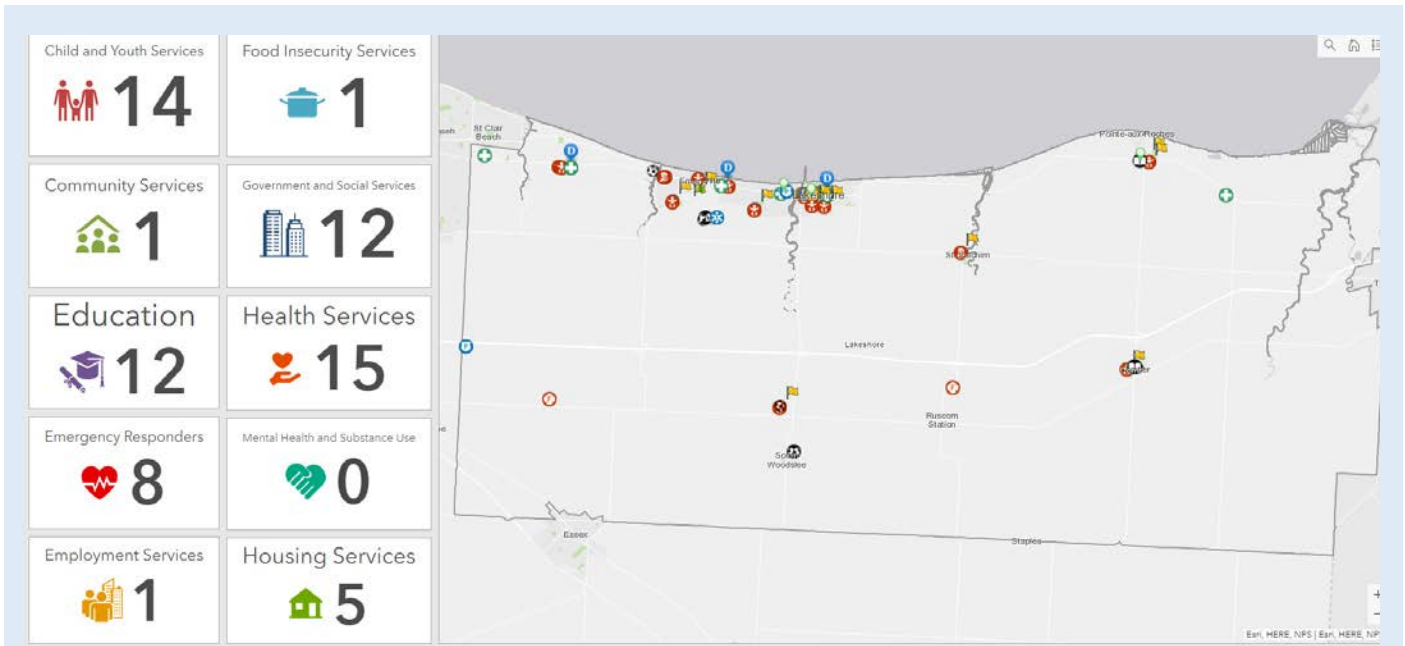 Child and Youth Services
14
Food Insecurity Services
1
Community Services
1
Government and Social Services
12
Education
12
Health Services
15
Emergency Responders
8
Mental Health and Substance Use
0
Employment Services
1
Housing Services
5
St Clair
Beach
Pointe-aux-Roches
D
D
D
Lakeshore
Ruscom
Station
South
Woodslee
Essex
Staples
Esri, HERE, NPS | Esri, HERE, NP